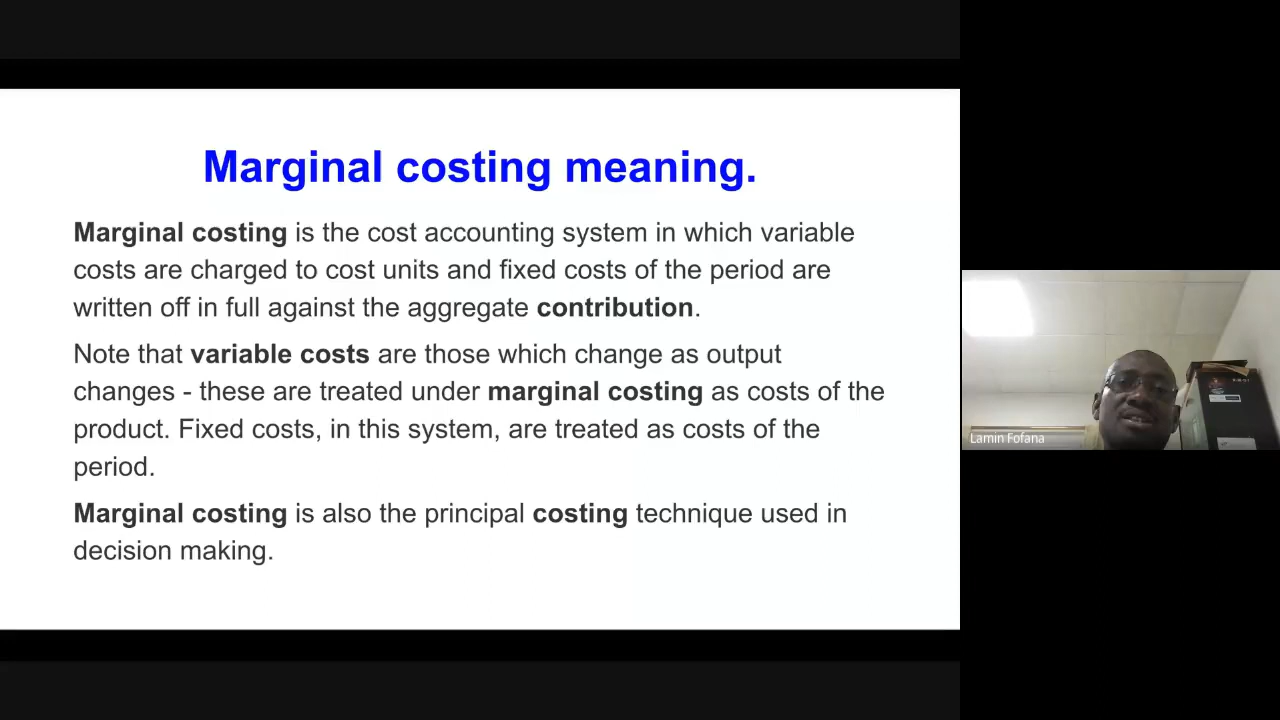 Marginal costing meaning.
Marginal costing is the cost accounting system in which variable
costs are charged to cost units and fixed costs of the period are
written off in full against the aggregate contribution.
Note that variable costs are those which change as output
changes - these are treated under marginal costing as costs of the
product. Fixed costs, in this system, are treated as costs of the
period.
Marginal costing is also the principal costing technique used in
decision making.
Lamin Fofana